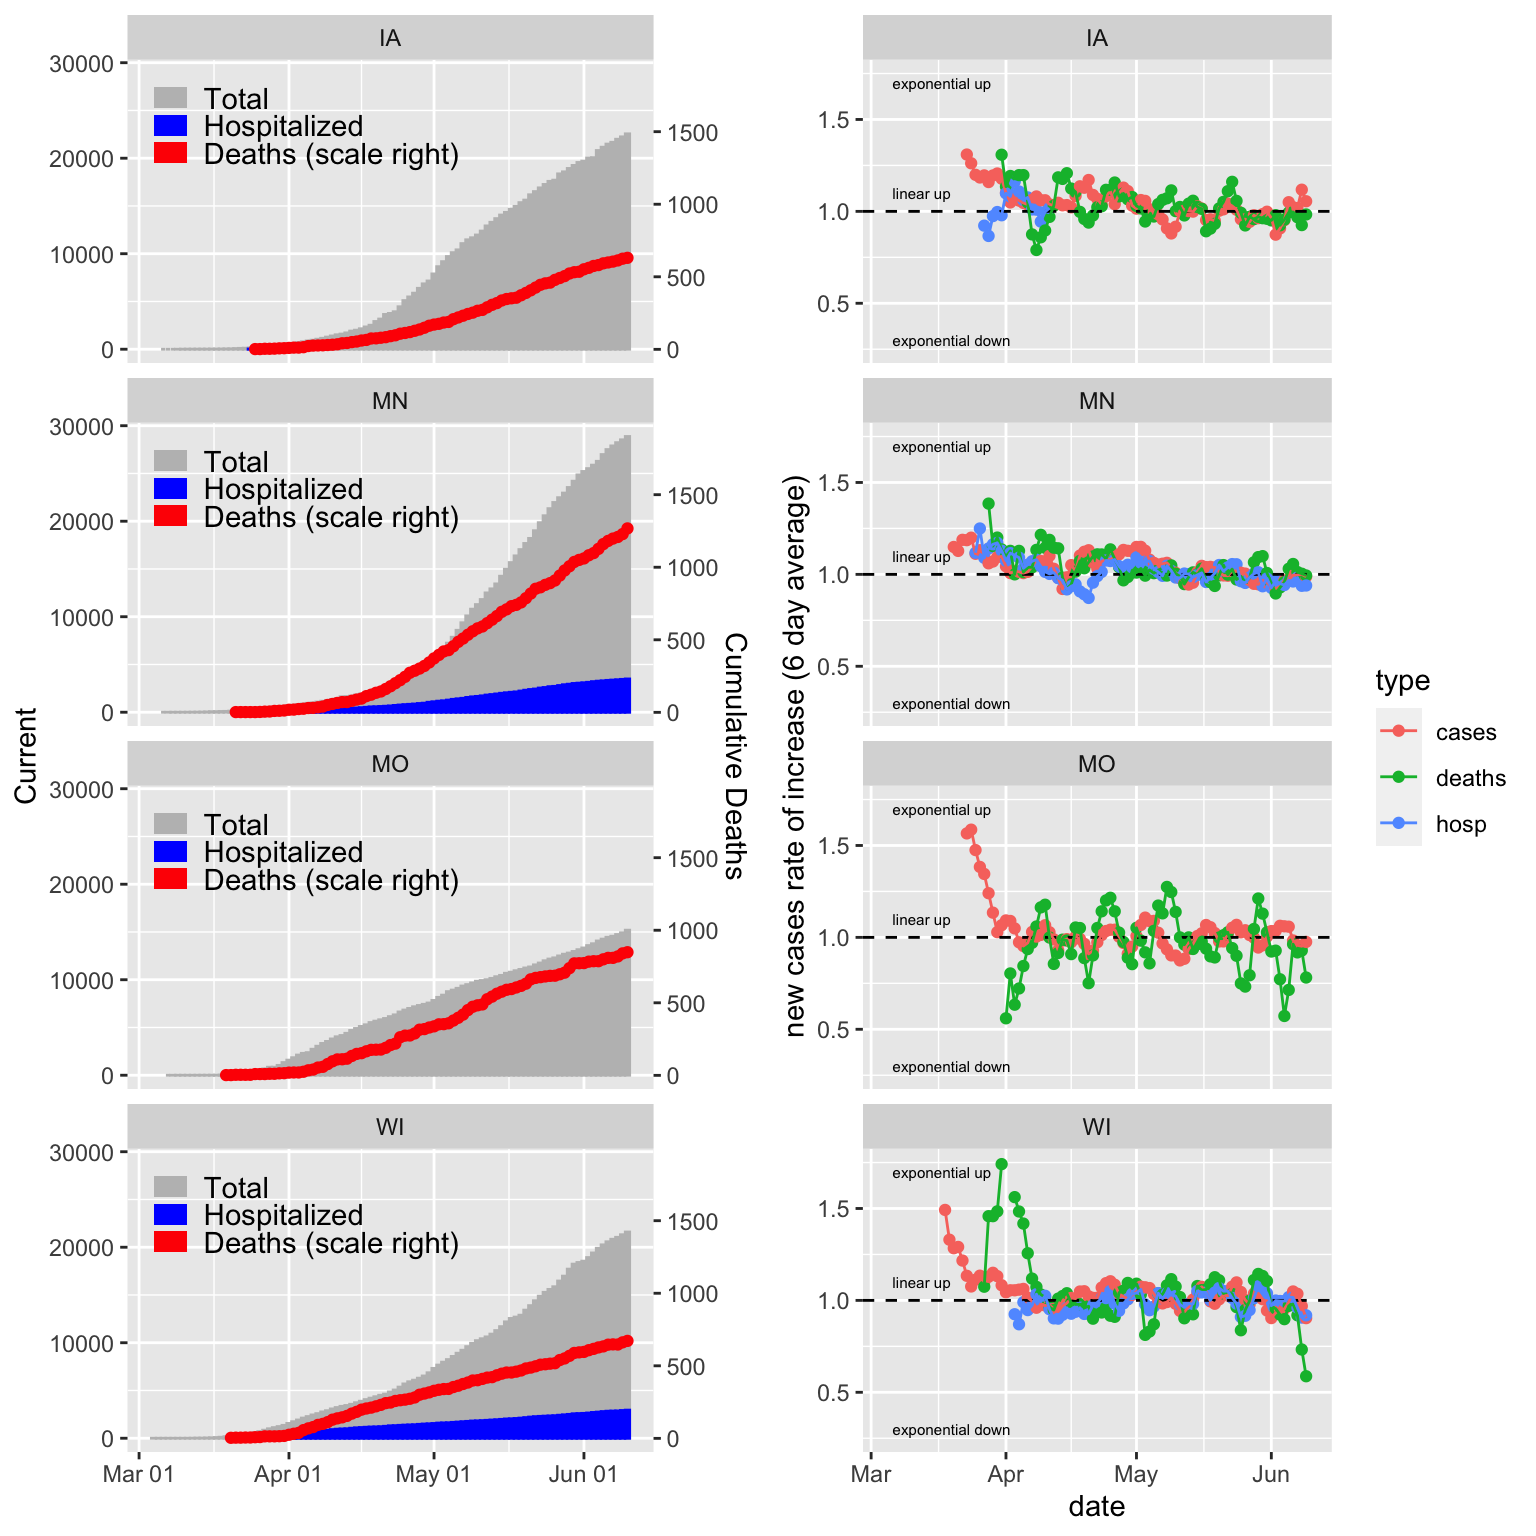 IA
30000
20000
10000
0
Total
Hospitalized
Deaths (scale right)
1500
1000
500
0
MN
30000
20000
10000
0
Total
Hospitalized
Deaths (scale right)
1500
1000
500
0
MO
30000
20000
10000
0
Total
Hospitalized
Deaths (scale right)
1500
1000
500
0
WI
30000
20000
10000
0
Total
Hospitalized
Deaths (scale right)
1500
1000
500
0
Mar 01
Apr 01
May 01
Jun 01
Current
Cumulative Deaths
IA
1.5
1.0
0.5
exponential up
linear up
exponential down
MN
1.5
1.0
0.5
exponential up
linear up
exponential down
MO
1.5
1.0
0.5
exponential up
linear up
exponential down
WI
1.5
1.0
0.5
exponential up
linear up
exponential down
Mar
Apr
May
Jun
date
new cases rate of increase (6 day average)
type
cases
deaths
hosp